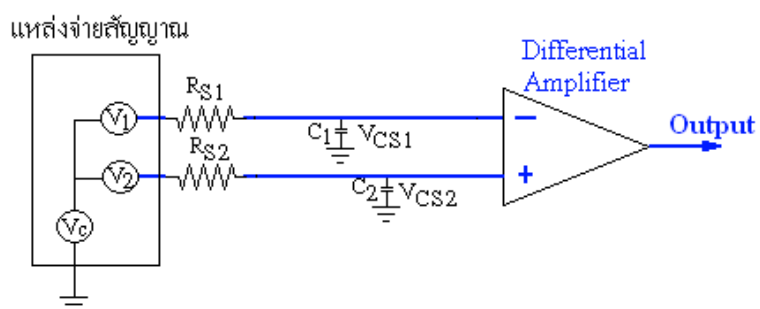 แหล่งจ่ายสัญญาณ
Differential
Amplifier
RS1
V1
C1
VCS1
Output
RS2
V2
C2
VCS2
Vc